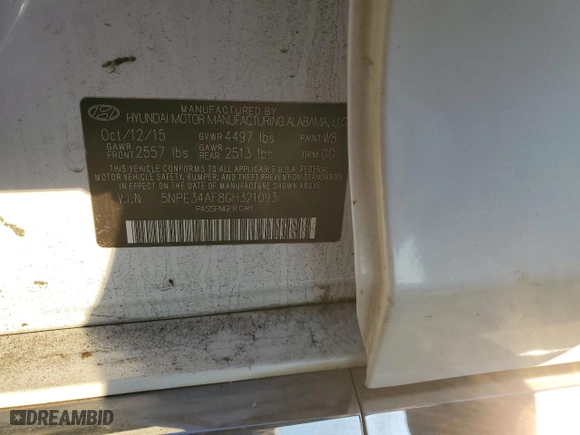 MANUFACTURED BY
HYUNDAI MOTOR MANUFACTURING ALABAMA, LLC
Oct/12/15 GVWR 4497 lbs PAINT W8
GAWR FRONT 2557 lbs GAWR REAR 2513 lbs TRIM GG
THIS VEHICLE CONFORMS TO ALL APPLICABLE U.S.A. FEDERAL
MOTOR VEHICLE SAFETY, BUMPER, AND THEFT PREVENTION STANDARDS
IN EFFECT ON THE DATE OF MANUFACTURE SHOWN ABOVE.
V.I.N 5NPE34AF8GH321093
PASSENGER CAR
DREAMBID